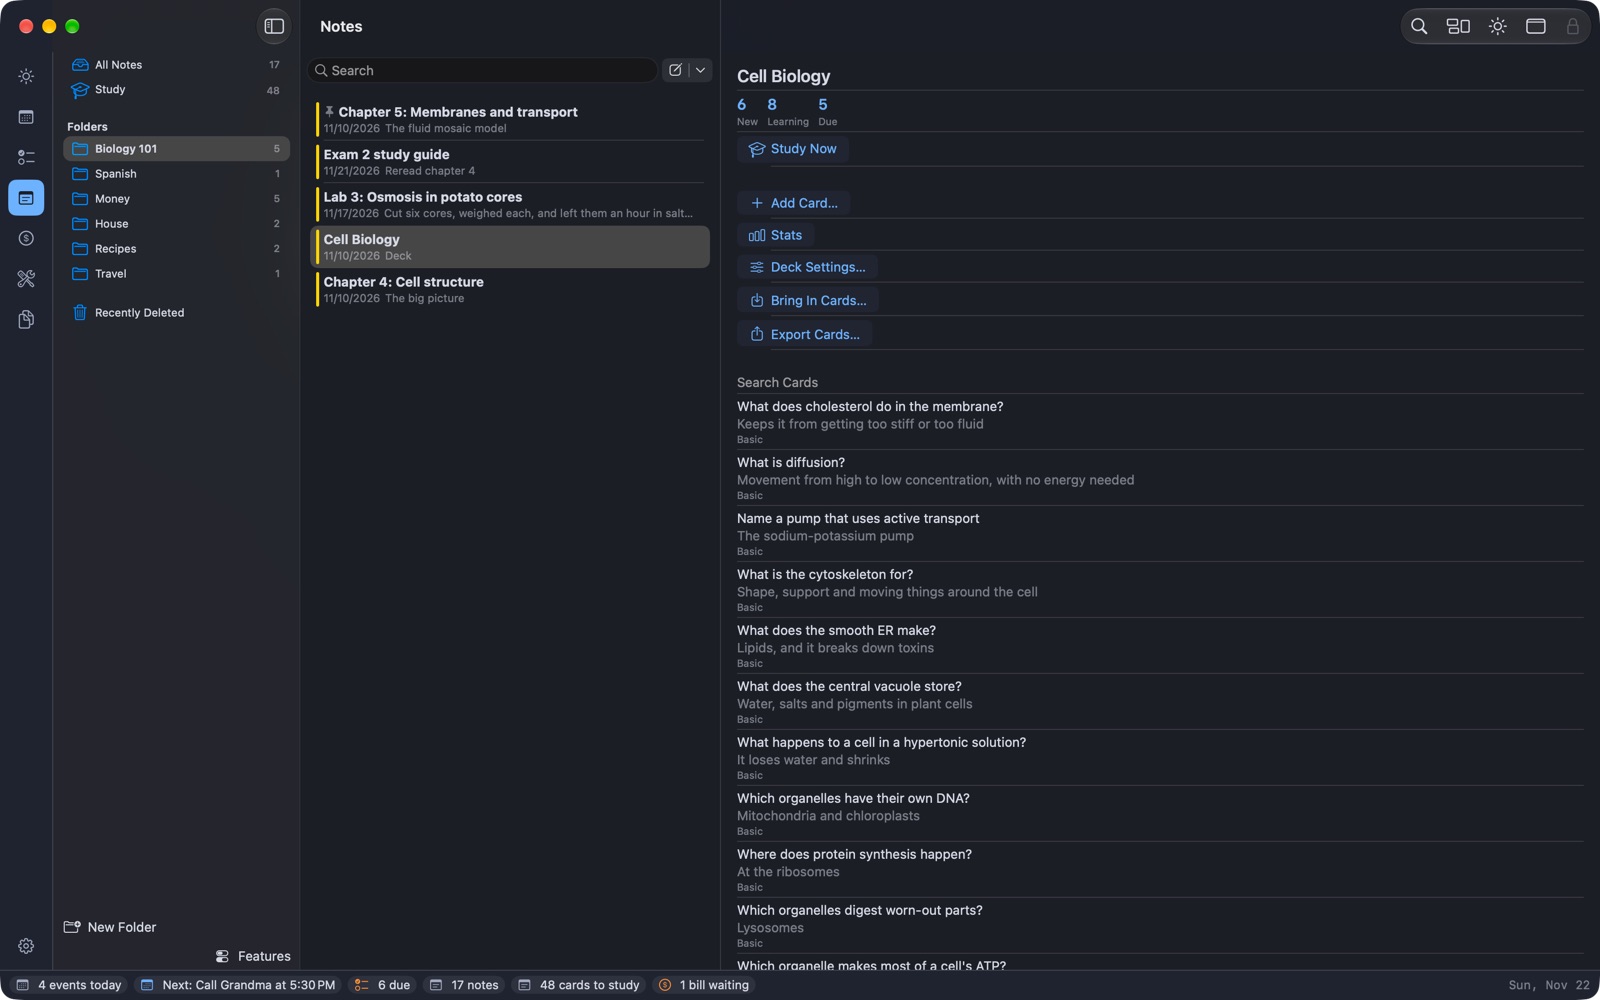 Notes
All Notes 17
Study 48
Folders
Biology 101 5
Spanish 1
Money 5
House 2
Recipes 2
Travel 1
Recently Deleted
New Folder
Features
Search
Chapter 5: Membranes and transport
11/10/2026 The fluid mosaic model
Exam 2 study guide
11/21/2026 Reread chapter 4
Lab 3: Osmosis in potato cores
11/17/2026 Cut six cores, weighed each, and left them an hour in salt...
Cell Biology
11/10/2026 Deck
Chapter 4: Cell structure
11/10/2026 The big picture
Cell Biology
6 8 5
New Learning Due
Study Now
Add Card...
Stats
Deck Settings...
Bring In Cards...
Export Cards...
Search Cards
What does cholesterol do in the membrane?
Keeps it from getting too stiff or too fluid
Basic
What is diffusion?
Movement from high to low concentration, with no energy needed
Basic
Name a pump that uses active transport
The sodium-potassium pump
Basic
What is the cytoskeleton for?
Shape, support and moving things around the cell
Basic
What does the smooth ER make?
Lipids, and it breaks down toxins
Basic
What does the central vacuole store?
Water, salts and pigments in plant cells
Basic
What happens to a cell in a hypertonic solution?
It loses water and shrinks
Basic
Which organelles have their own DNA?
Mitochondria and chloroplasts
Basic
Where does protein synthesis happen?
At the ribosomes
Basic
Which organelles digest worn-out parts?
Lysosomes
Basic
Which organelle makes most of a cell's ATP?
4 events today
Next: Call Grandma at 5:30 PM
6 due
17 notes
48 cards to study
1 bill waiting
Sun, Nov 22